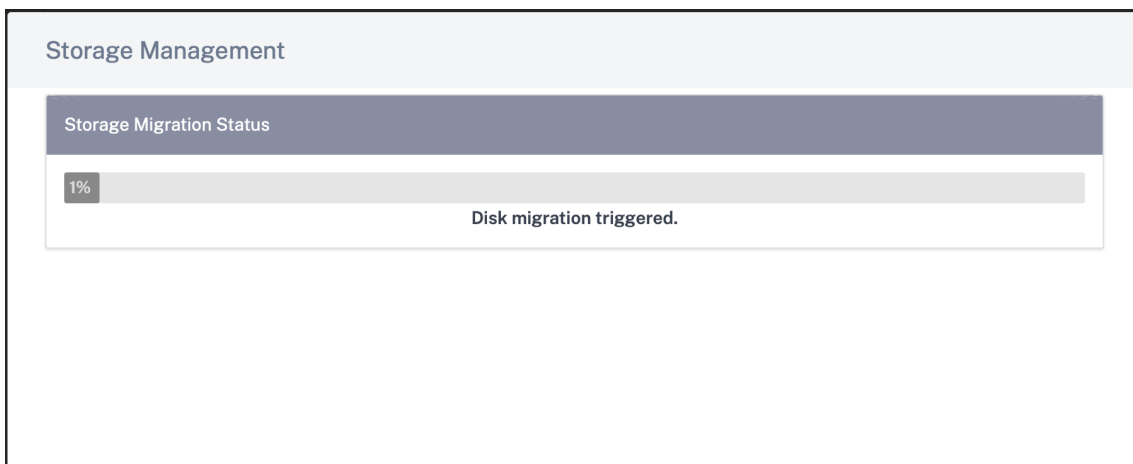 Storage Management
Storage Migration Status
1%
Disk migration triggered.